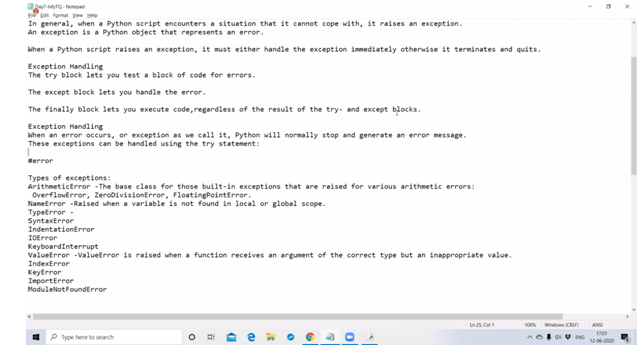 Day7-InfyTQ - Notepad
File Edit Format View Help
In general, when a Python script encounters a situation that it cannot cope with, it raises an exception.
An exception is a Python object that represents an error.
When a Python script raises an exception, it must either handle the exception immediately otherwise it terminates and quits.
Exception Handling
The try block lets you test a block of code for errors.
The except block lets you handle the error.
The finally block lets you execute code,regardless of the result of the try- and except blocks.
Exception Handling
When an error occurs, or exception as we call it, Python will normally stop and generate an error message.
These exceptions can be handled using the try statement:
#error
Types of exceptions:
ArithmeticError -The base class for those built-in exceptions that are raised for various arithmetic errors:
OverflowError, ZeroDivisionError, FloatingPointError.
NameError -Raised when a variable is not found in local or global scope.
TypeError -
SyntaxError
IndentationError
IOError
KeyboardInterrupt
ValueError -ValueError is raised when a function receives an argument of the correct type but an inappropriate value.
IndexError
KeyError
ImportError
ModuleNotFoundError
Ln 25, Col 1 100% Windows (CRLF) ANSI
Type here to search
ENG
17:01
12-06-2020